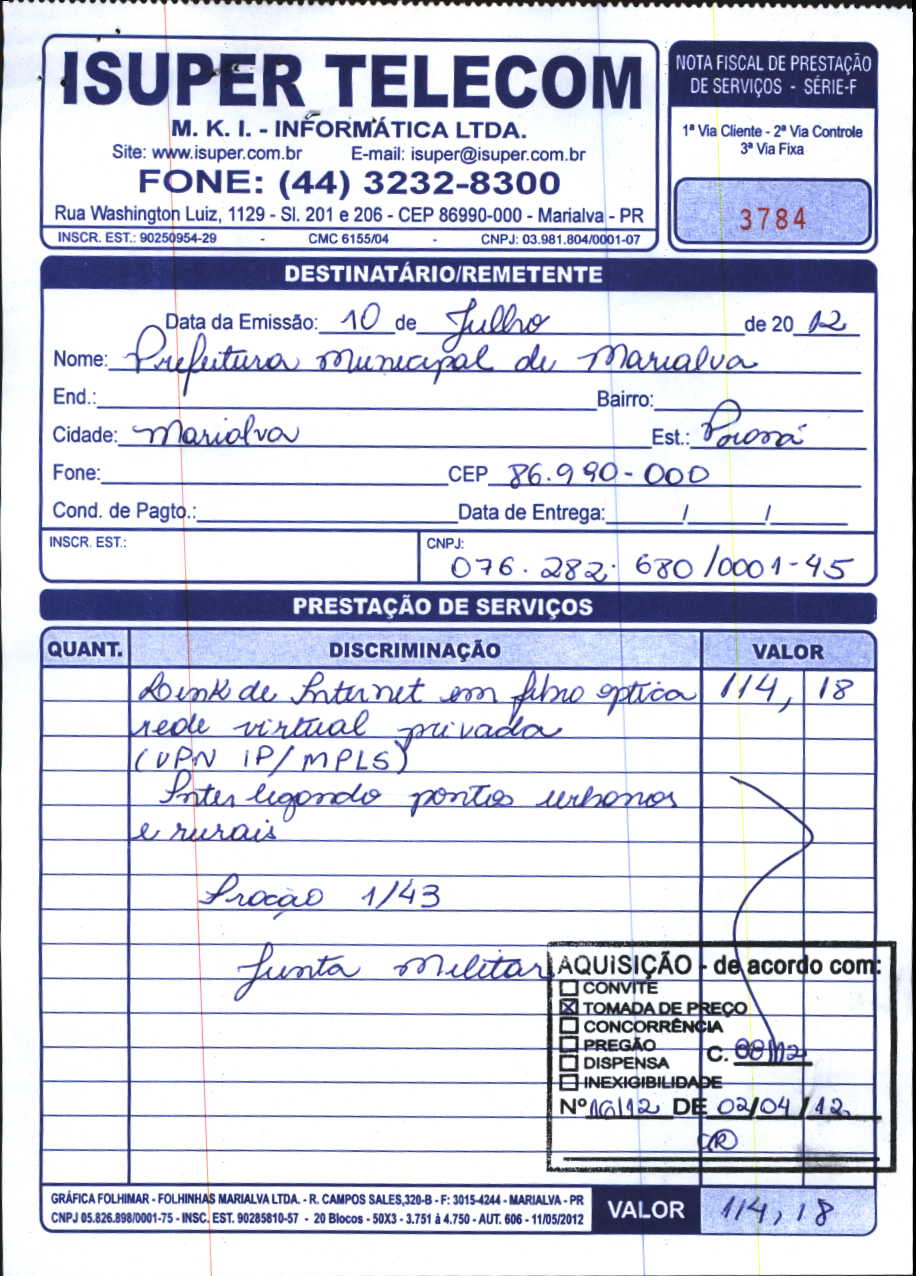 ISUPER TELECOM
M. K. I. - INFORMÁTICA LTDA.
Site: www.isuper.com.br E-mail: isuper@isuper.com.br
FONE: (44) 3232-8300
Rua Washington Luiz, 1129 - Sl. 201 e 206 - CEP 86990-000 - Marialva - PR
INSCR. EST.: 90250954-29 - CMC 6155/04 - CNPJ: 03.981.804/0001-07
NOTA FISCAL DE PRESTAÇÃO
DE SERVIÇOS - SÉRIE-F
1ª Via Cliente - 2ª Via Controle
3ª Via Fixa
3784
DESTINATÁRIO/REMETENTE
Data da Emissão: 10 de Julho de 20 12
Nome: Prefeitura Municipal de Marialva
End.: Bairro:
Cidade: Marialva Est.: Paraná
Fone: CEP 86.990-000
Cond. de Pagto.: Data de Entrega: / /
INSCR. EST.: CNPJ:
076.282.680/0001-45
PRESTAÇÃO DE SERVIÇOS
QUANT. DISCRIMINAÇÃO VALOR
Link de Internet em fibra optica 114,18
rede virtual privada
(VPN IP/MPLS)
Inter ligando pontos urbanos
e rurais
1/43
Junta Militar
AQUISIÇÃO - de acordo com:
CONVITE
TOMADA DE PREÇO
CONCORRÊNCIA
PREGÃO
DISPENSA C. 88/12
INEXIGIBILIDADE
Nº 16/12 DE 02/04/12
GRÁFICA FOLHIMAR - FOLHINHAS MARIALVA LTDA. - R. CAMPOS SALES,320-B - F: 3015-4244 - MARIALVA - PR
CNPJ 05.826.898/0001-75 - INSC. EST. 90285810-57 - 20 Blocos - 50X3 - 3.751 à 4.750 - AUT. 606 - 11/05/2012
VALOR 114,18